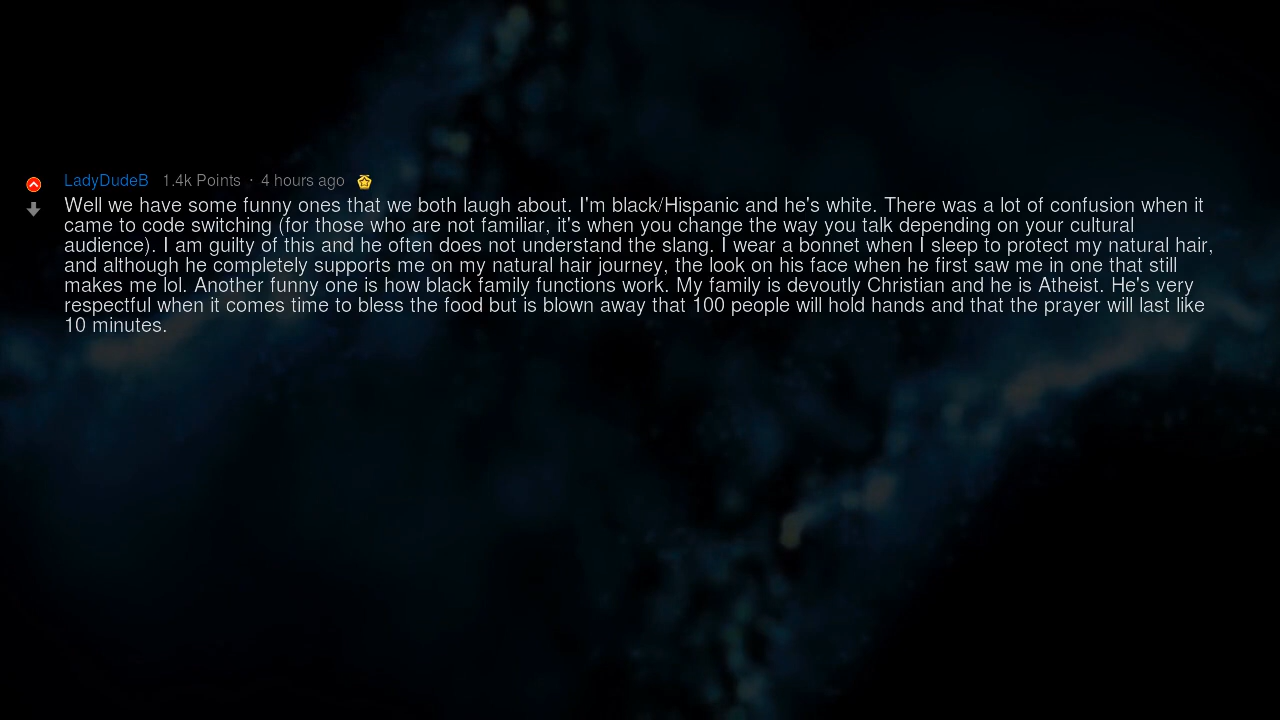 LadyDudeB 1.4k Points · 4 hours ago
Well we have some funny ones that we both laugh about. I'm black/Hispanic and he's white. There was a lot of confusion when it
came to code switching (for those who are not familiar, it's when you change the way you talk depending on your cultural
audience). I am guilty of this and he often does not understand the slang. I wear a bonnet when I sleep to protect my natural hair,
and although he completely supports me on my natural hair journey, the look on his face when he first saw me in one that still
makes me lol. Another funny one is how black family functions work. My family is devoutly Christian and he is Atheist. He's very
respectful when it comes time to bless the food but is blown away that 100 people will hold hands and that the prayer will last like
10 minutes.